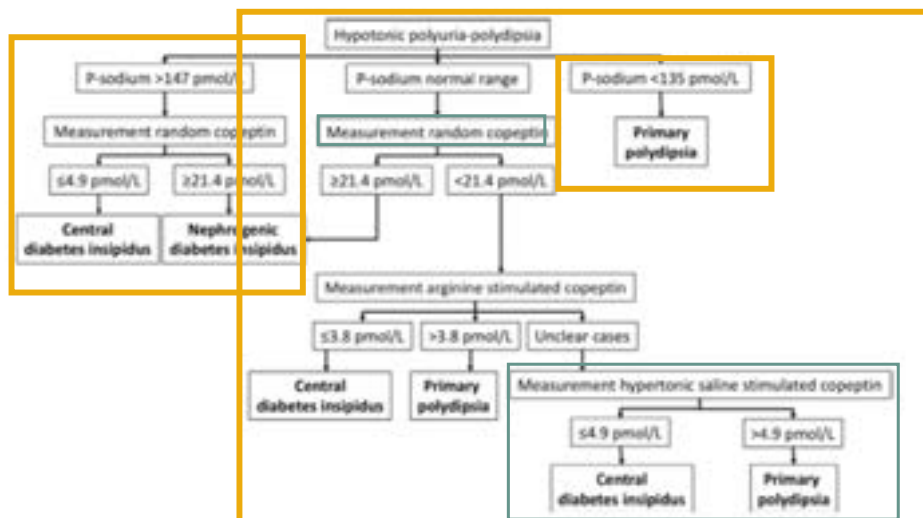 Hypotonic polyuria-polydipsia
P-sodium >147 pmol/L
P-sodium normal range
P-sodium <135 pmol/L
Measurement random copeptin
Measurement random copeptin
Primary
polydipsia
≤4.9 pmol/L
≥21.4 pmol/L
≥21.4 pmol/L
<21.4 pmol/L
Central
diabetes insipidus
Nephrogenic
diabetes insipidus
Measurement arginine stimulated copeptin
≤3.8 pmol/L
>3.8 pmol/L
Unclear cases
Central
diabetes insipidus
Primary
polydipsia
Measurement hypertonic saline stimulated copeptin
≤4.9 pmol/L
>4.9 pmol/L
Central
diabetes insipidus
Primary
polydipsia